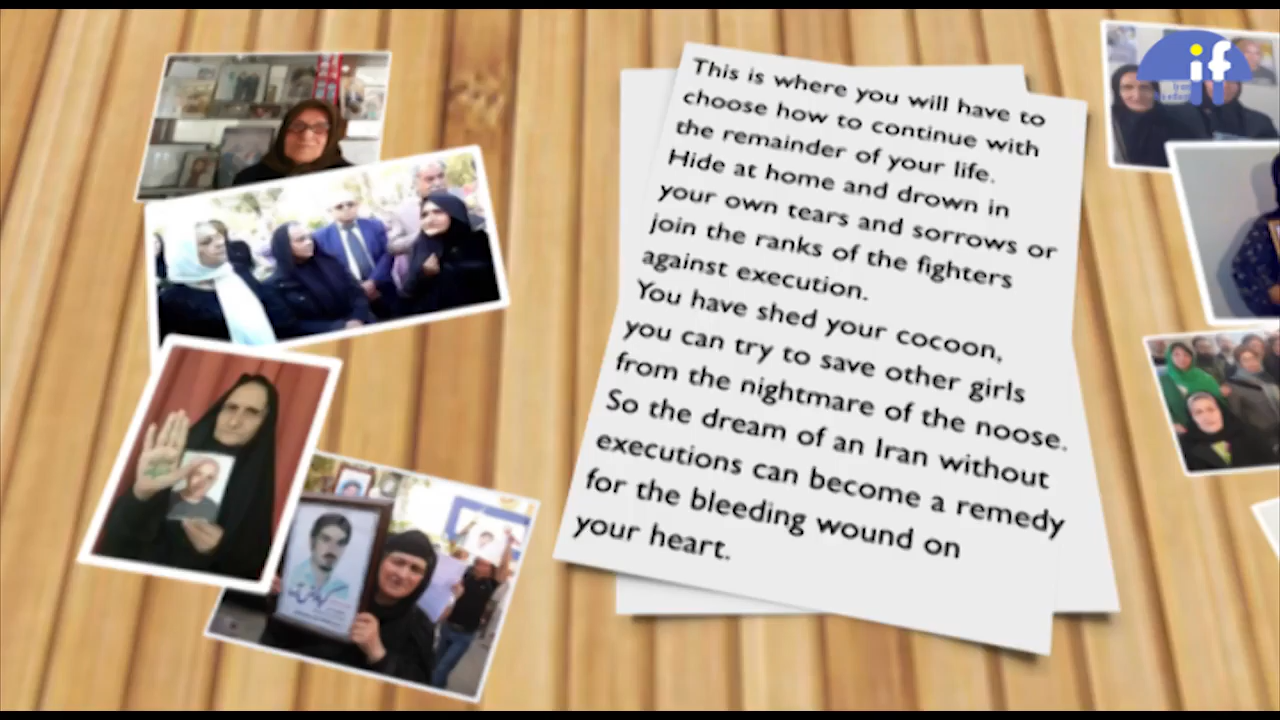 if
This is where you will have to
choose how to continue with
the remainder of your life.
Hide at home and drown in
your own tears and sorrows or
join the ranks of the fighters
against execution.
You have shed your cocoon,
you can try to save other girls
from the nightmare of the noose.
So the dream of an Iran without
executions can become a remedy
for the bleeding wound on
your heart.